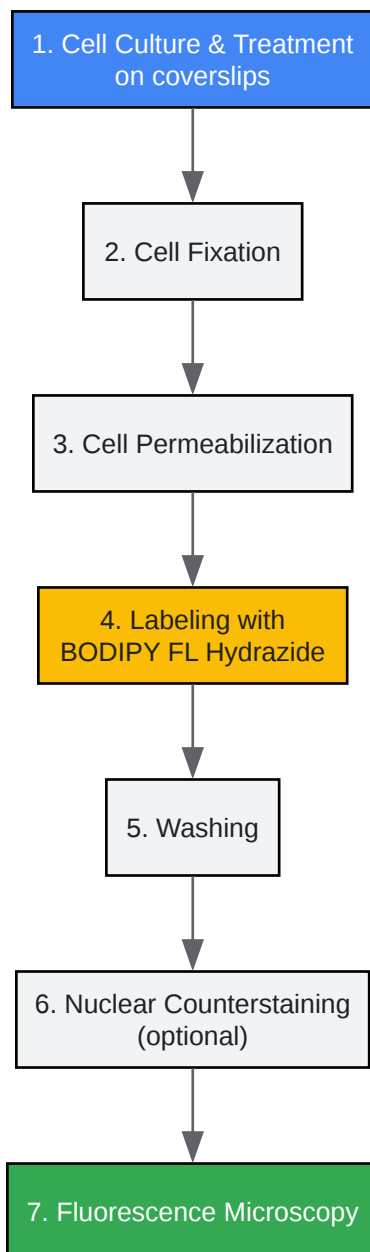 1. Cell Culture & Treatment
on coverslips
2. Cell Fixation
3. Cell Permeabilization
4. Labeling with
BODIPY FL Hydrazide
5. Washing
6. Nuclear Counterstaining
(optional)
7. Fluorescence Microscopy